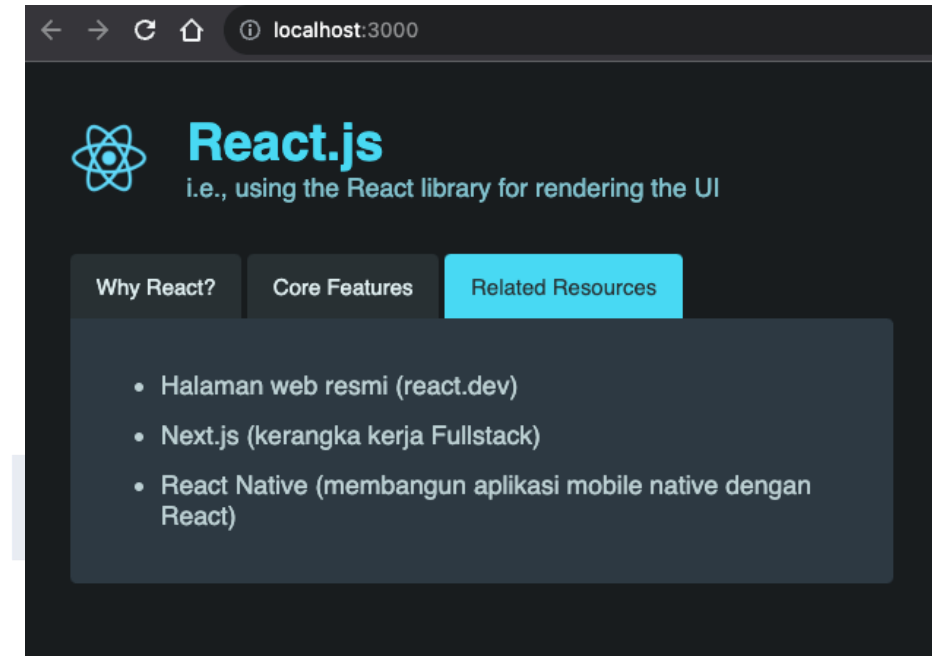 localhost:3000
React.js
i.e., using the React library for rendering the UI
Why React? Core Features Related Resources
• Halaman web resmi (react.dev)
• Next.js (kerangka kerja Fullstack)
• React Native (membangun aplikasi mobile native dengan
React)